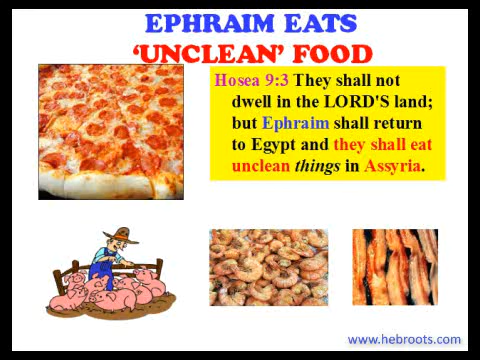 EPHRAIM EATS
‘UNCLEAN’ FOOD
Hosea 9:3 They shall not
dwell in the LORD'S land;
but Ephraim shall return
to Egypt and they shall eat
unclean things in Assyria.
www.hebroots.com